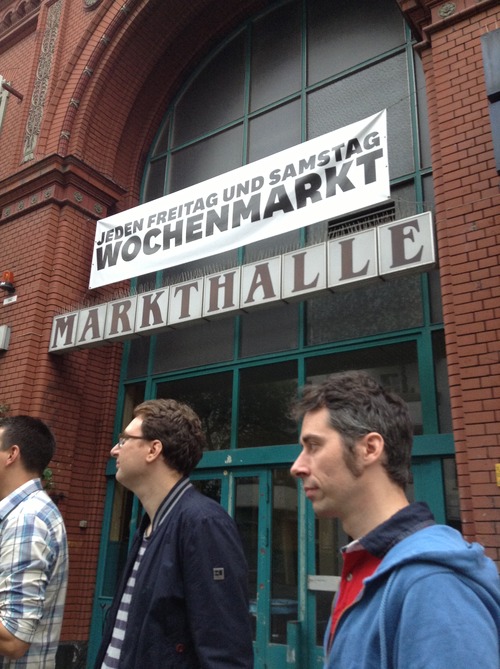 JEDEN FREITAG UND SAMSTAG
WOCHENMARKT
MARKTHALLE